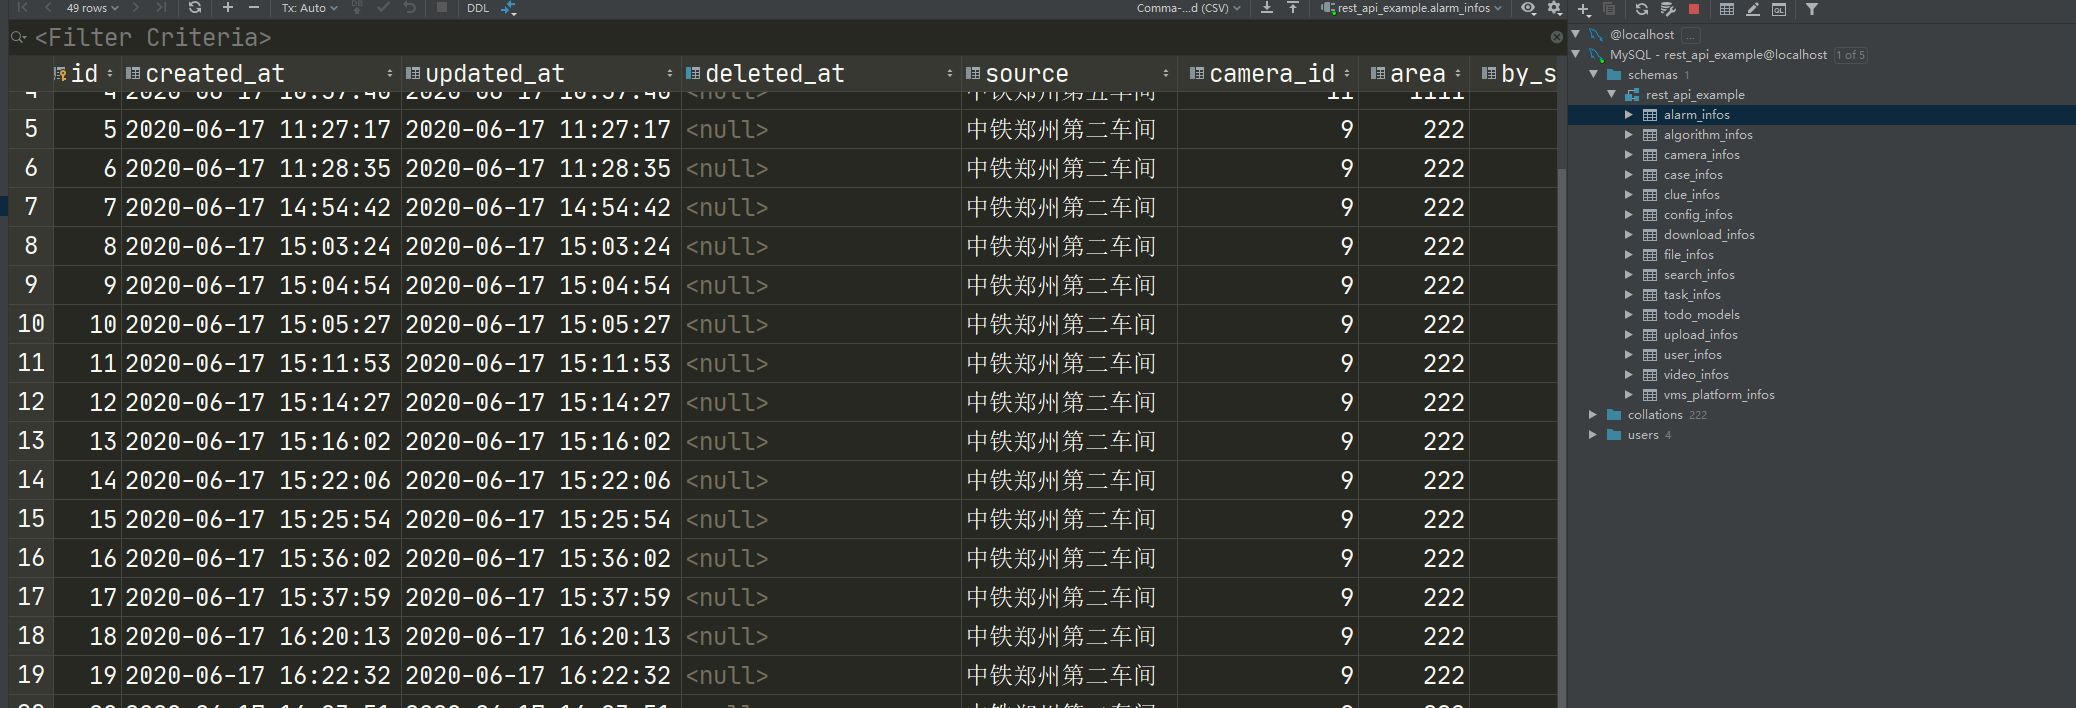 49 rows Tx: Auto DB DDL Comma-...d (CSV) rest_api_example.alarm_infos
<Filter Criteria>
id created_at updated_at deleted_at source camera_id area by_s
4 4 2020-06-17 10:57:40 2020-06-17 10:57:40 <null> 中铁郑州第五车间 11 1111
5 5 2020-06-17 11:27:17 2020-06-17 11:27:17 <null> 中铁郑州第二车间 9 222
6 6 2020-06-17 11:28:35 2020-06-17 11:28:35 <null> 中铁郑州第二车间 9 222
7 7 2020-06-17 14:54:42 2020-06-17 14:54:42 <null> 中铁郑州第二车间 9 222
8 8 2020-06-17 15:03:24 2020-06-17 15:03:24 <null> 中铁郑州第二车间 9 222
9 9 2020-06-17 15:04:54 2020-06-17 15:04:54 <null> 中铁郑州第二车间 9 222
10 10 2020-06-17 15:05:27 2020-06-17 15:05:27 <null> 中铁郑州第二车间 9 222
11 11 2020-06-17 15:11:53 2020-06-17 15:11:53 <null> 中铁郑州第二车间 9 222
12 12 2020-06-17 15:14:27 2020-06-17 15:14:27 <null> 中铁郑州第二车间 9 222
13 13 2020-06-17 15:16:02 2020-06-17 15:16:02 <null> 中铁郑州第二车间 9 222
14 14 2020-06-17 15:22:06 2020-06-17 15:22:06 <null> 中铁郑州第二车间 9 222
15 15 2020-06-17 15:25:54 2020-06-17 15:25:54 <null> 中铁郑州第二车间 9 222
16 16 2020-06-17 15:36:02 2020-06-17 15:36:02 <null> 中铁郑州第二车间 9 222
17 17 2020-06-17 15:37:59 2020-06-17 15:37:59 <null> 中铁郑州第二车间 9 222
18 18 2020-06-17 16:20:13 2020-06-17 16:20:13 <null> 中铁郑州第二车间 9 222
19 19 2020-06-17 16:22:32 2020-06-17 16:22:32 <null> 中铁郑州第二车间 9 222
@localhost ...
MySQL - rest_api_example@localhost 1 of 5
schemas 1
rest_api_example
alarm_infos
algorithm_infos
camera_infos
case_infos
clue_infos
config_infos
download_infos
file_infos
search_infos
task_infos
todo_models
upload_infos
user_infos
video_infos
vms_platform_infos
collations 222
users 4